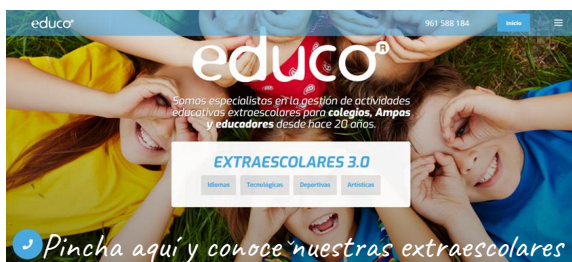 educo®
961 588 184
Inicio
educo®
Somos especialistas en la gestión de actividades
educativas extraescolares para colegios, Ampas
y educadores desde hace 20 años.
EXTRAESCOLARES 3.0
Idiomas Tecnológicas Deportivas Artísticas
Pincha aquí y conoce nuestras extraescolares